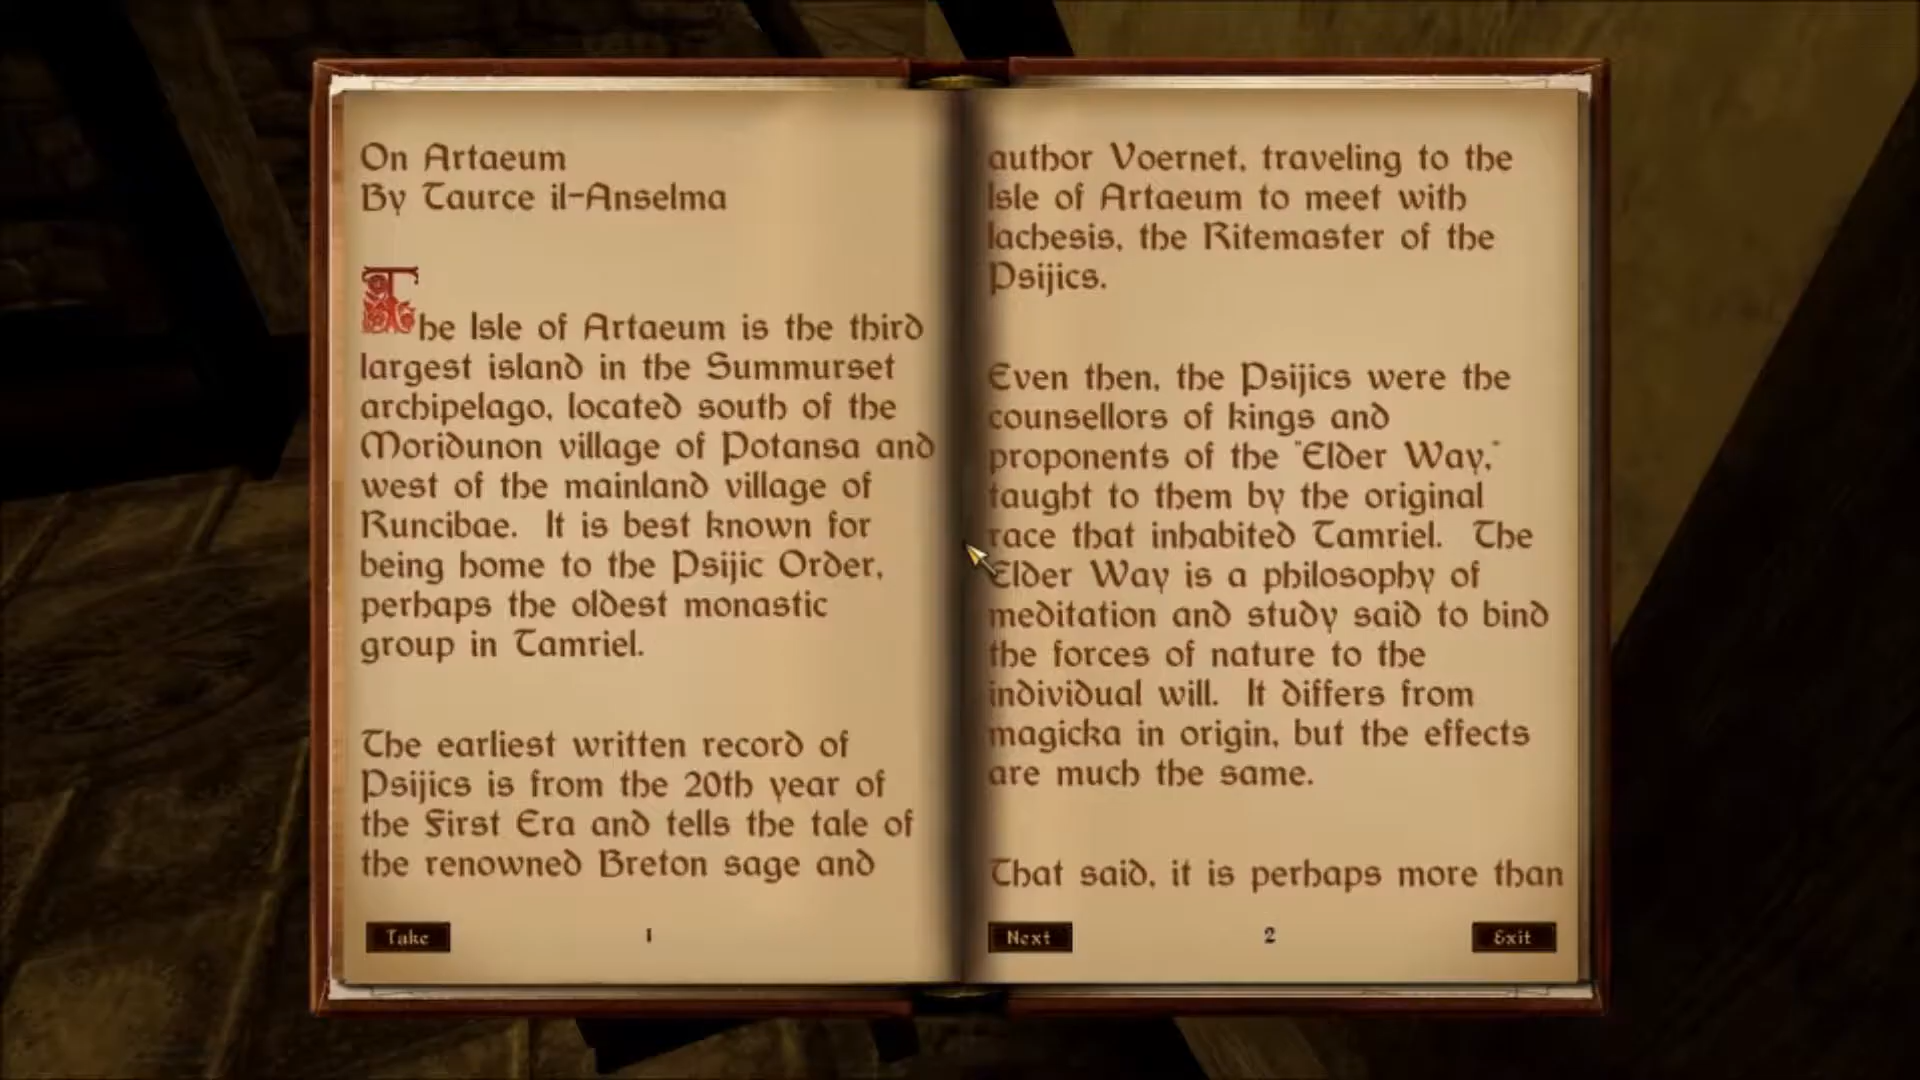 On Artaeum
By Taurce il-Anselma
The Isle of Artaeum is the third
largest island in the Summurset
archipelago, located south of the
Moridunon village of Potansa and
west of the mainland village of
Runcibae.  It is best known for
being home to the Psijic Order,
perhaps the oldest monastic
group in Tamriel.
The earliest written record of
Psijics is from the 20th year of
the First Era and tells the tale of
the renowned Breton sage and
Take
1
author Voernet, traveling to the
Isle of Artaeum to meet with
Iachesis, the Ritemaster of the
Psijics.
Even then, the Psijics were the
counsellors of kings and
proponents of the "Elder Way,"
taught to them by the original
race that inhabited Tamriel.  The
Elder Way is a philosophy of
meditation and study said to bind
the forces of nature to the
individual will.  It differs from
magicka in origin, but the effects
are much the same.
That said, it is perhaps more than
Next
2
Exit